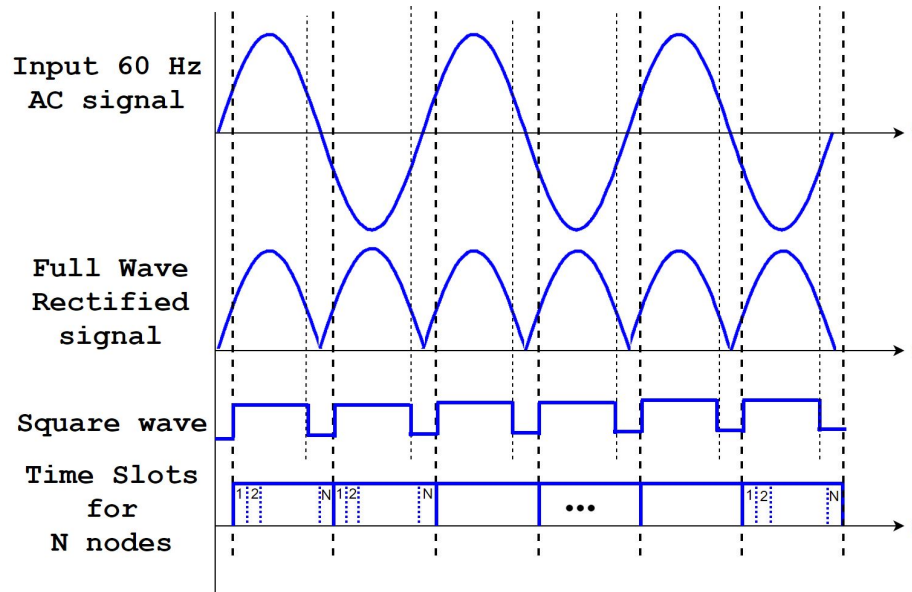 Input 60 Hz
AC signal
Full Wave
Rectified
signal
Square wave
Time Slots
for
N nodes
1 2 N 1 2 N ••• 1 2 N